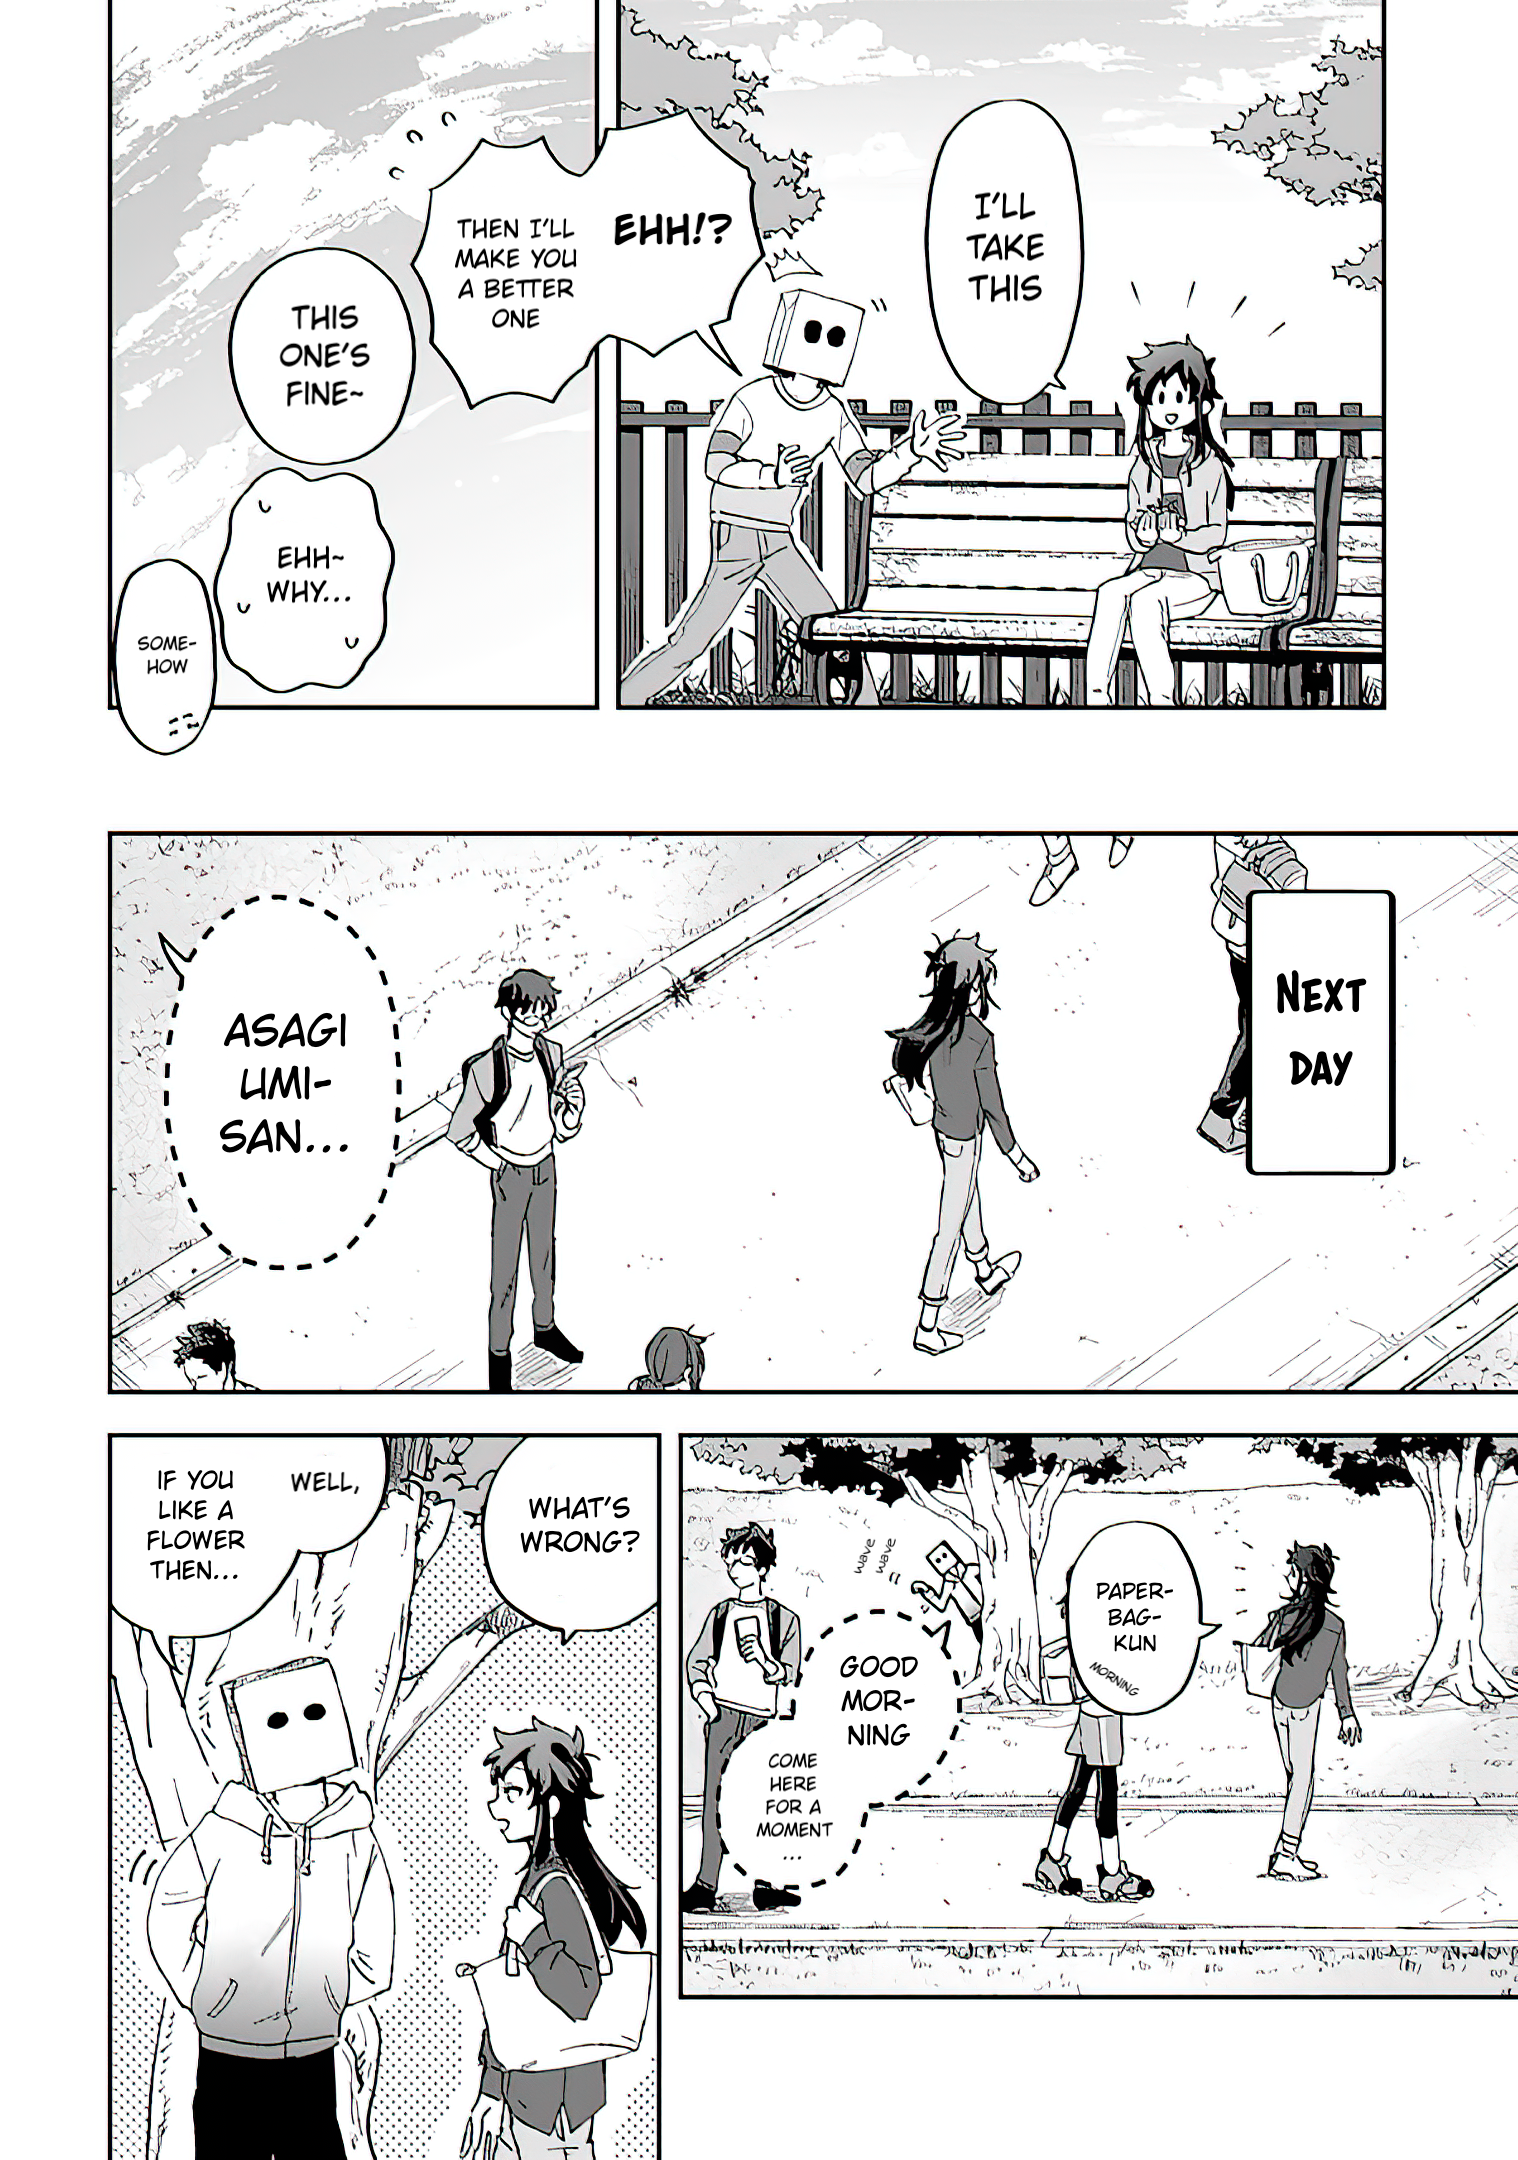 I'LL
TAKE
THIS
EHH!?
THEN I'LL
MAKE YOU
A BETTER
ONE
THIS
ONE'S
FINE~
EHH~
WHY...
SOME-
HOW
NEXT
DAY
ASAGI
UMI-
SAN...
PAPER-
BAG-
KUN
MORNING
wave
wave
GOOD
MOR-
NING
COME
HERE
FOR A
MOMENT
...
WHAT'S
WRONG?
WELL,
IF YOU
LIKE A
FLOWER
THEN...